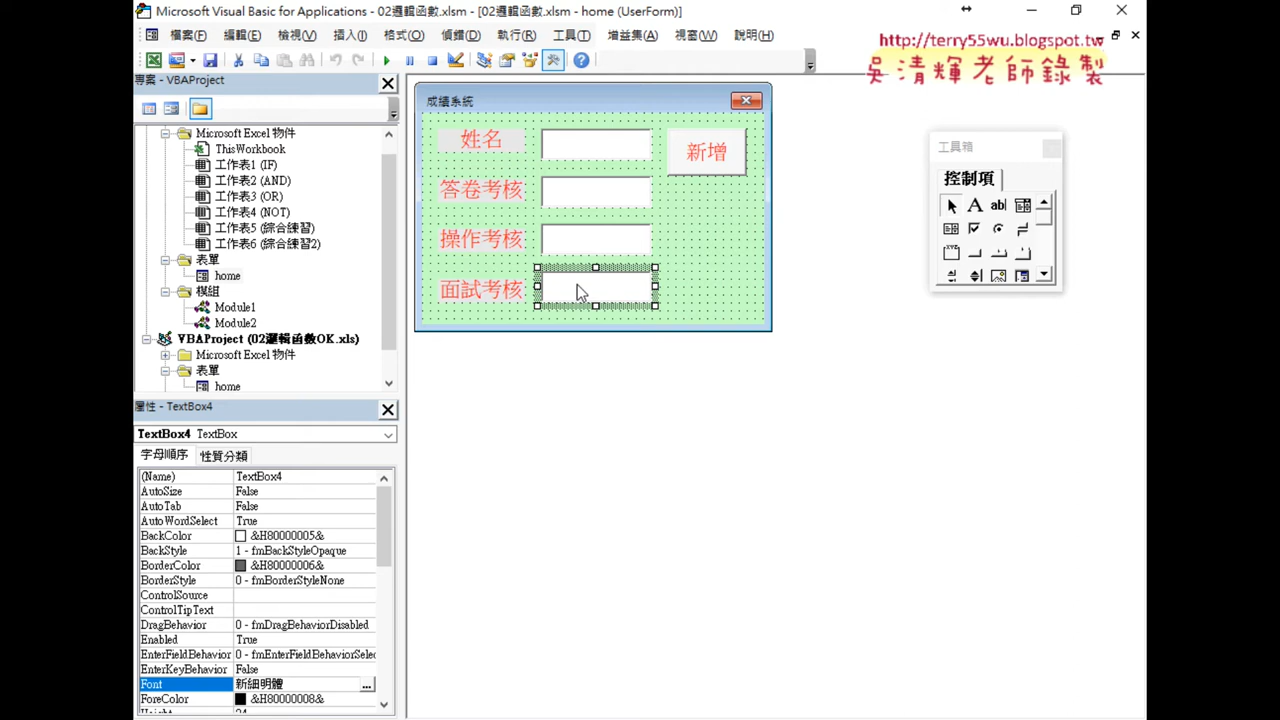 Microsoft Visual Basic for Applications - 02邏輯函數.xlsm - [02邏輯函數.xlsm - home (UserForm)]
檔案(F) 編輯(E) 檢視(V) 插入(I) 格式(O) 偵錯(D) 執行(R) 工具(T) 增益集(A) 視窗(W) 說明(H)
http://terry55wu.blogspot.tw
吳清輝老師錄製
專案 - VBAProject
Microsoft Excel 物件
ThisWorkbook
工作表1 (IF)
工作表2 (AND)
工作表3 (OR)
工作表4 (NOT)
工作表5 (綜合練習)
工作表6 (綜合練習2)
表單
home
模組
Module1
Module2
VBAProject (02邏輯函數OK.xls)
Microsoft Excel 物件
表單
home
成績系統
姓名
新增
答卷考核
操作考核
面試考核
工具箱
控制項
A ab|
屬性 - TextBox4
TextBox4 TextBox
字母順序 性質分類
(Name) TextBox4
AutoSize False
AutoTab False
AutoWordSelect True
BackColor &H80000005&
BackStyle 1 - fmBackStyleOpaque
BorderColor &H80000006&
BorderStyle 0 - fmBorderStyleNone
ControlSource
ControlTipText
DragBehavior 0 - fmDragBehaviorDisabled
Enabled True
EnterFieldBehavior 0 - fmEnterFieldBehaviorSelec
EnterKeyBehavior False
Font 新細明體 ...
ForeColor &H80000008&